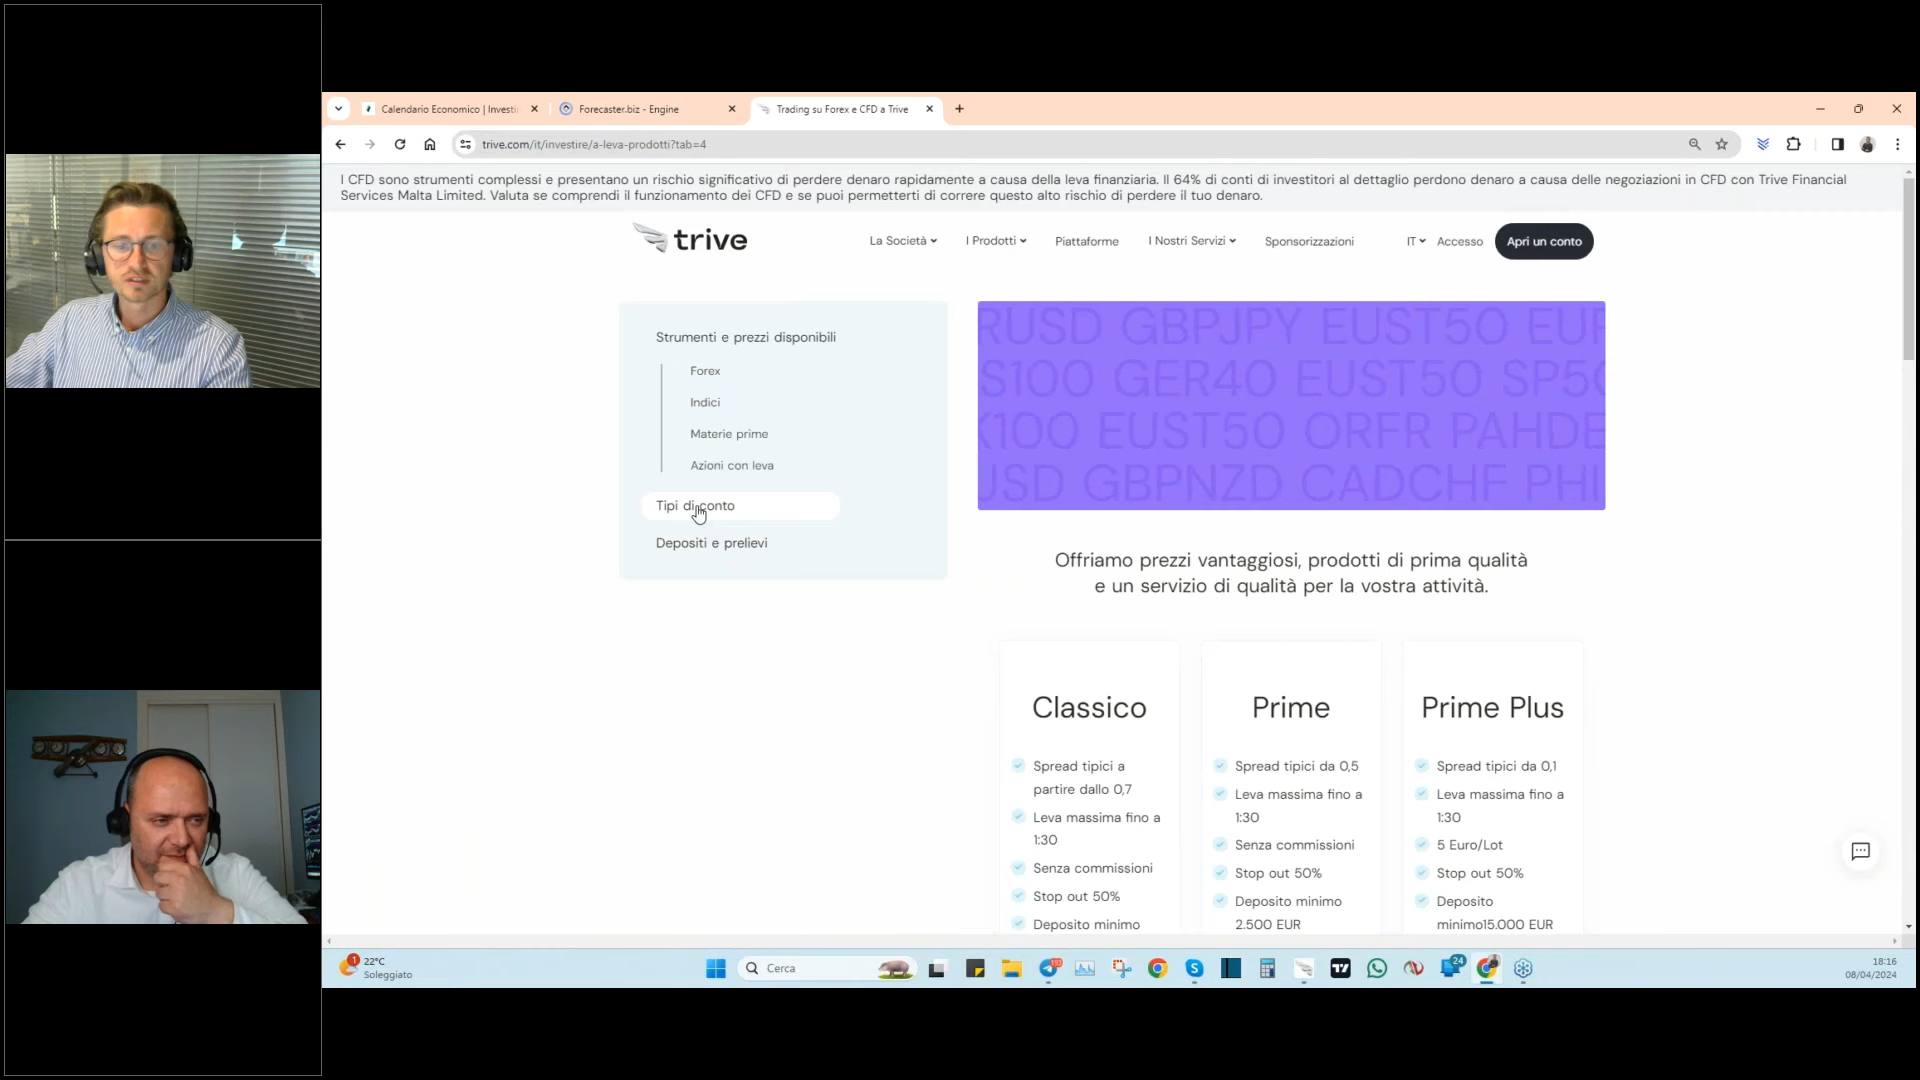 Calendario Economico | Investi
Forecaster.biz - Engine
Trading su Forex e CFD a Trive
trive.com/it/investire/a-leva-prodotti?tab=4
I CFD sono strumenti complessi e presentano un rischio significativo di perdere denaro rapidamente a causa della leva finanziaria. Il 64% di conti di investitori al dettaglio perdono denaro a causa delle negoziazioni in CFD con Trive Financial
Services Malta Limited. Valuta se comprendi il funzionamento dei CFD e se puoi permetterti di correre questo alto rischio di perdere il tuo denaro.
trive
La Società
I Prodotti
Piattaforme
I Nostri Servizi
Sponsorizzazioni
IT
Accesso
Apri un conto
Strumenti e prezzi disponibili
Forex
Indici
Materie prime
Azioni con leva
Tipi di conto
Depositi e prelievi
RUSD GBPJPY EUST50 EUR
S100 GER40 EUST50 SP50
K100 EUST50 ORFR PAHDE
USD GBPNZD CADCHF PHI
Offriamo prezzi vantaggiosi, prodotti di prima qualità
e un servizio di qualità per la vostra attività.
Classico
Spread tipici a
partire dallo 0,7
Leva massima fino a
1:30
Senza commissioni
Stop out 50%
Deposito minimo
Prime
Spread tipici da 0,5
Leva massima fino a
1:30
Senza commissioni
Stop out 50%
Deposito minimo
2.500 EUR
Prime Plus
Spread tipici da 0,1
Leva massima fino a
1:30
5 Euro/Lot
Stop out 50%
Deposito
minimo15.000 EUR
1
22°C
Soleggiato
Cerca
24
18:16
08/04/2024